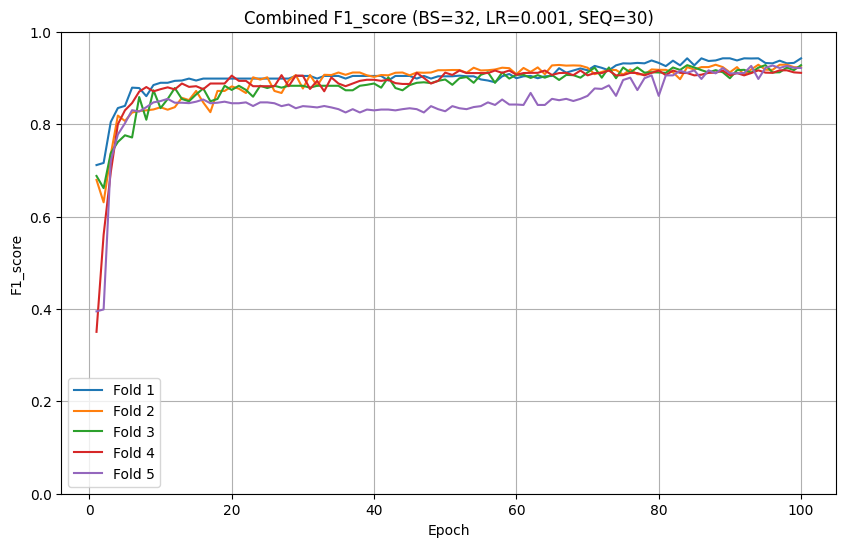 Combined F1_score (BS=32, LR=0.001, SEQ=30)
F1_score
1.0
0.8
0.6
0.4
0.2
0.0
Fold 1
Fold 2
Fold 3
Fold 4
Fold 5
0 20 40 60 80 100
Epoch